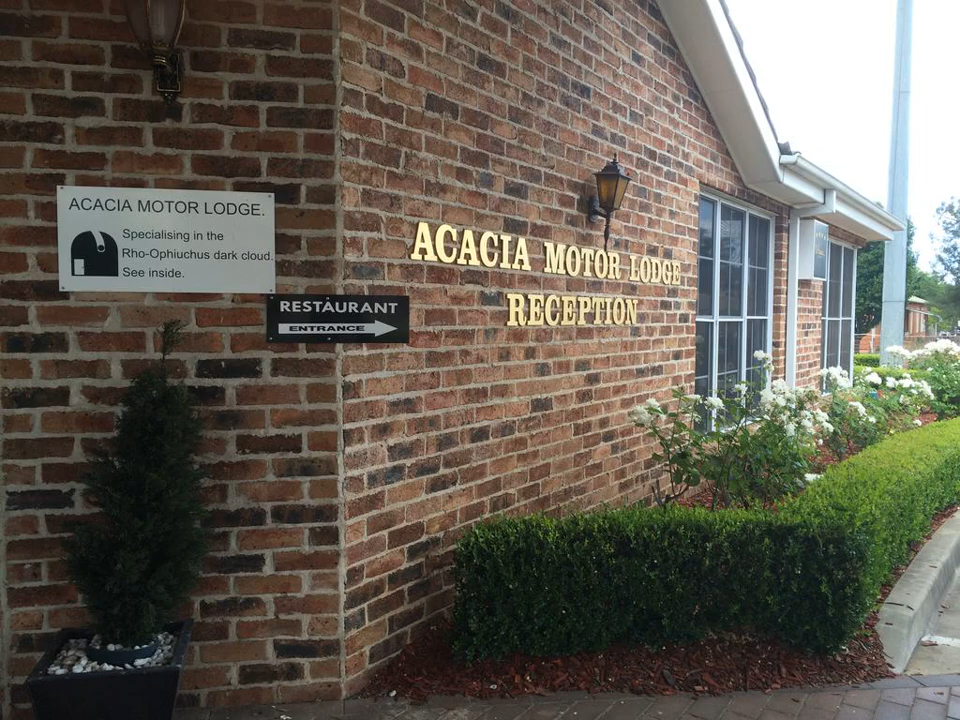 ACACIA MOTOR LODGE.
Specialising in the
Rho-Ophiuchus dark cloud.
See inside.
RESTAURANT
ENTRANCE
ACACIA MOTOR LODGE
RECEPTION